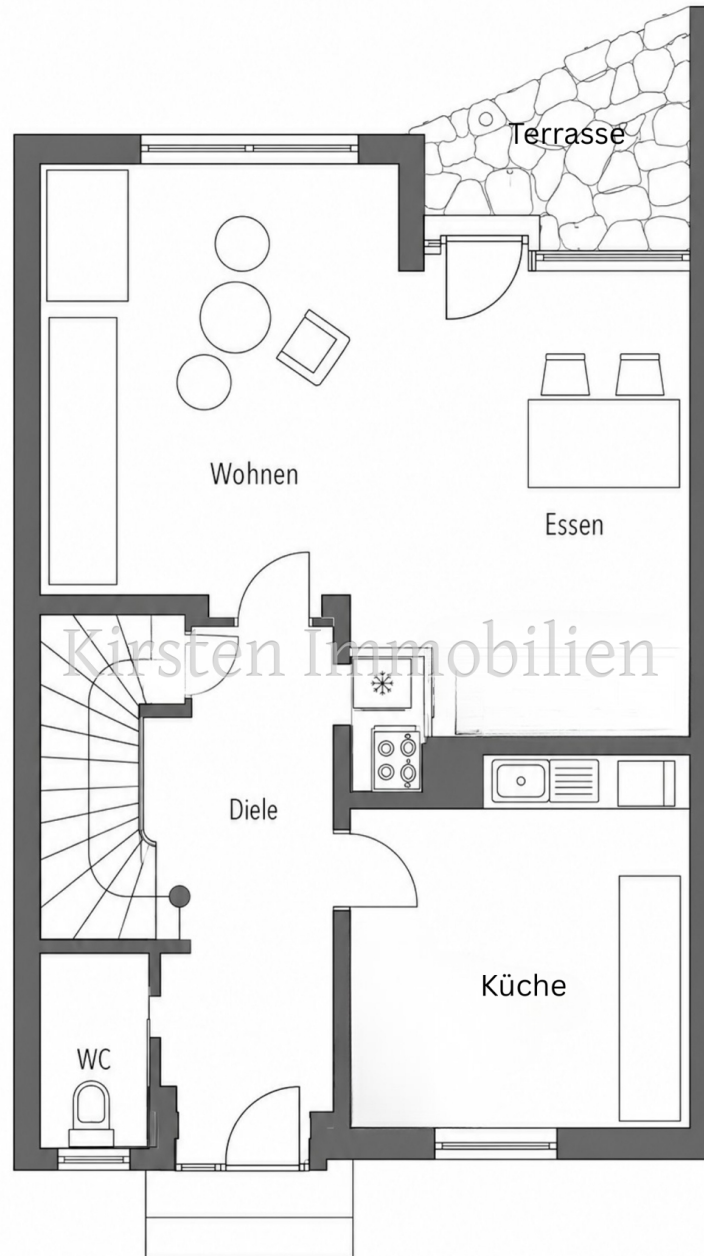 Terrasse
Wohnen
Essen
Kirsten Immobilien
Diele
Küche
WC